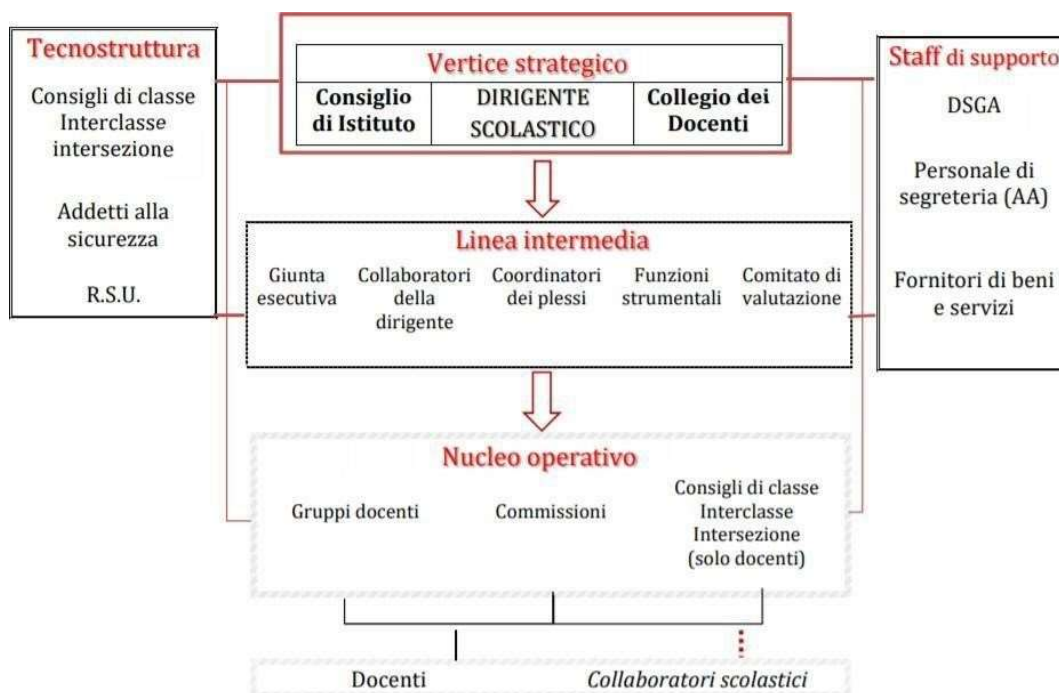 Tecnostruttura
Consigli di classe
Interclasse
intersezione
Addetti alla
sicurezza
R.S.U.
Vertice strategico
Consiglio
di Istituto
DIRIGENTE
SCOLASTICO
Collegio dei
Docenti
Staff di supporto
DSGA
Personale di
segreteria (AA)
Fornitori di beni
e servizi
Linea intermedia
Giunta
esecutiva
Collaboratori
della
dirigente
Coordinatori
dei plessi
Funzioni
strumentali
Comitato di
valutazione
Nucleo operativo
Gruppi docenti
Commissioni
Consigli di classe
Interclasse
Intersezione
(solo docenti)
Docenti
Collaboratori scolastici